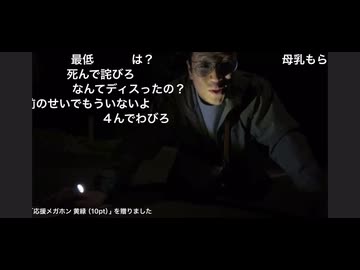 最低 は？ 母乳もら
死んで詫びろ
なんてディスったの？
前のせいでもういないよ
４んでわびろ
「応援メガホン 黄緑 (10pt)」を贈りました